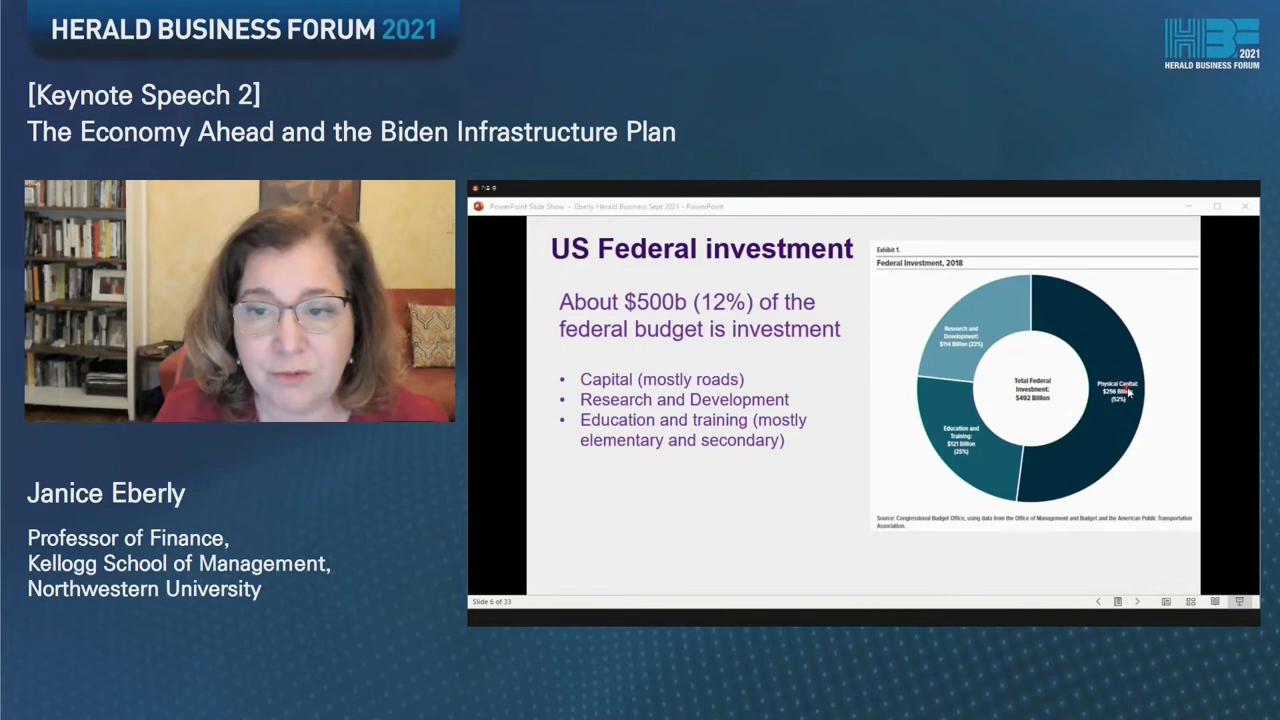 HERALD BUSINESS FORUM 2021
HBF 2021
HERALD BUSINESS FORUM
[Keynote Speech 2]
The Economy Ahead and the Biden Infrastructure Plan
PowerPoint Slide Show - Eberly Herald Business Sept 2021 - PowerPoint
US Federal investment
About $500b (12%) of the
federal budget is investment
• Capital (mostly roads)
• Research and Development
• Education and training (mostly
elementary and secondary)
Exhibit 1.
Federal Investment, 2018
Research and
Development:
$114 Billion (23%)
Total Federal
Investment:
$492 Billion
Physical Capital:
$256 Billion
(52%)
Education and
Training:
$121 Billion
(25%)
Source: Congressional Budget Office, using data from the Office of Management and Budget and the American Public Transportation
Association.
Slide 6 of 33
Janice Eberly
Professor of Finance,
Kellogg School of Management,
Northwestern University